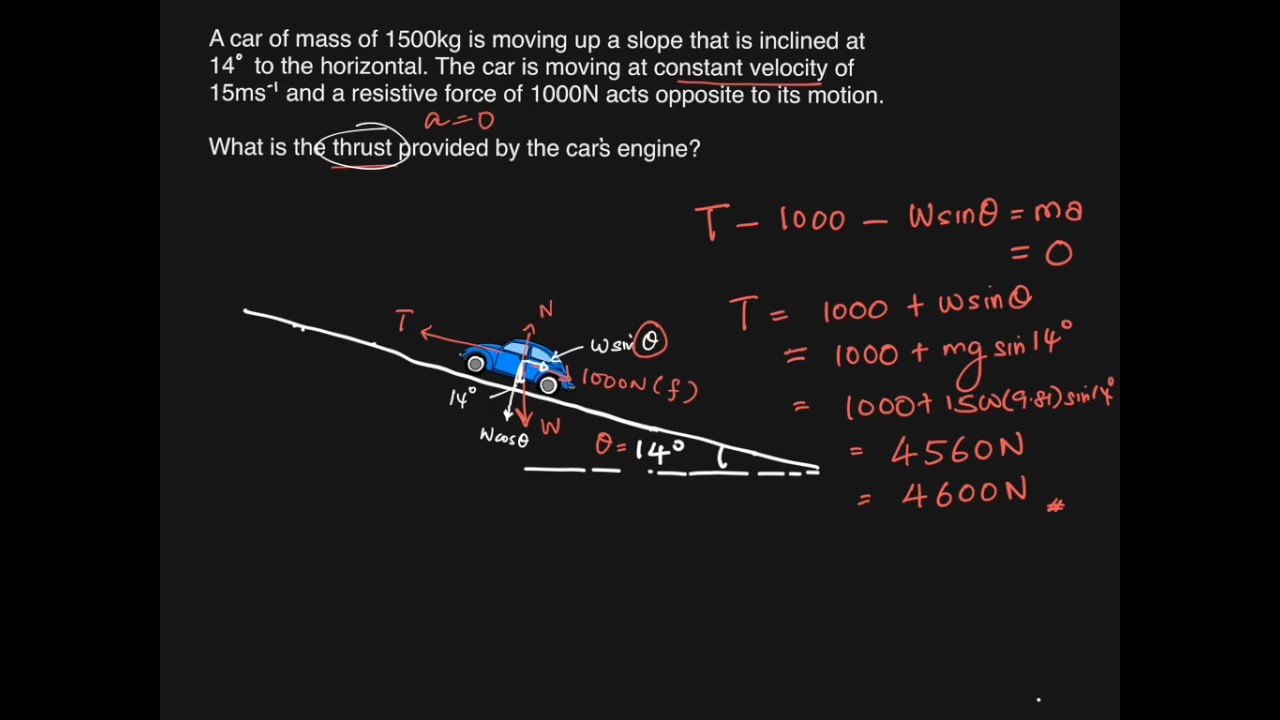 A car of mass of 1500kg is moving up a slope that is inclined at
14° to the horizontal. The car is moving at constant velocity of
15ms⁻¹ and a resistive force of 1000N acts opposite to its motion.
a = 0
What is the thrust provided by the car's engine?
T - 1000 - Wsinθ = ma
= 0
T = 1000 + wsinθ
= 1000 + mg sin 14°
= 1000 + 1500(9.81) sin 14°
= 4560N
= 4600N #
T
N
wsinθ
1000N (f)
14°
W
Wcosθ
θ = 14°